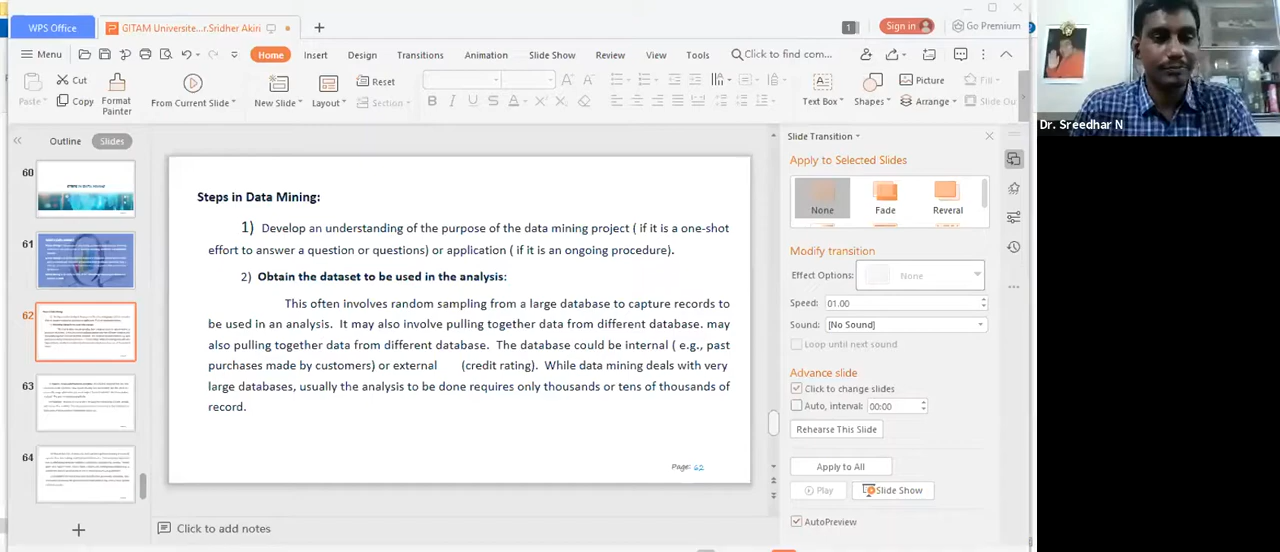 WPS Office
GITAM Universite... ,r.Sridher Akiri
1
Sign in
Go Premium
Menu
Home
Insert
Design
Transitions
Animation
Slide Show
Review
View
Tools
Click to find com...
Paste
Cut
Copy
Format
Painter
From Current Slide
New Slide
Layout
Reset
Section
B I U A S
Text Box
Shapes
Picture
Arrange
Fill
Slide Ou
Dr. Sreedhar N
Outline
Slides
60
61
62
63
64
Steps in Data Mining:
1) Develop an understanding of the purpose of the data mining project ( if it is a one-shot
effort to answer a question or questions) or application( if it is an ongoing procedure).
2) Obtain the dataset to be used in the analysis.
This often involves random sampling from a large database to capture records to
be used in an analysis. It may also involve pulling together data from different database. may
also pulling together data from different database. The database could be internal ( e.g., past
purchases made by customers) or external (credit rating). While data mining deals with very
large databases, usually the analysis to be done requires only thousands or tens of thousands of
record.
Page: 62
Click to add notes
Slide Transition
Apply to Selected Slides
None
Fade
Reveral
Modify transition
Effect Options:
None
Speed:
01.00
Sound:
[No Sound]
Loop until next sound
Advance slide
Click to change slides
Auto, interval:
00:00
Rehearse This Slide
Apply to All
Play
Slide Show
AutoPreview